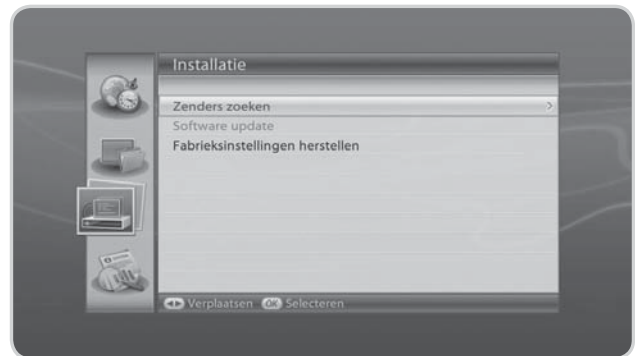 Installatie
Zenders zoeken
Software update
Fabrieksinstellingen herstellen
Verplaatsen OK Selecteren